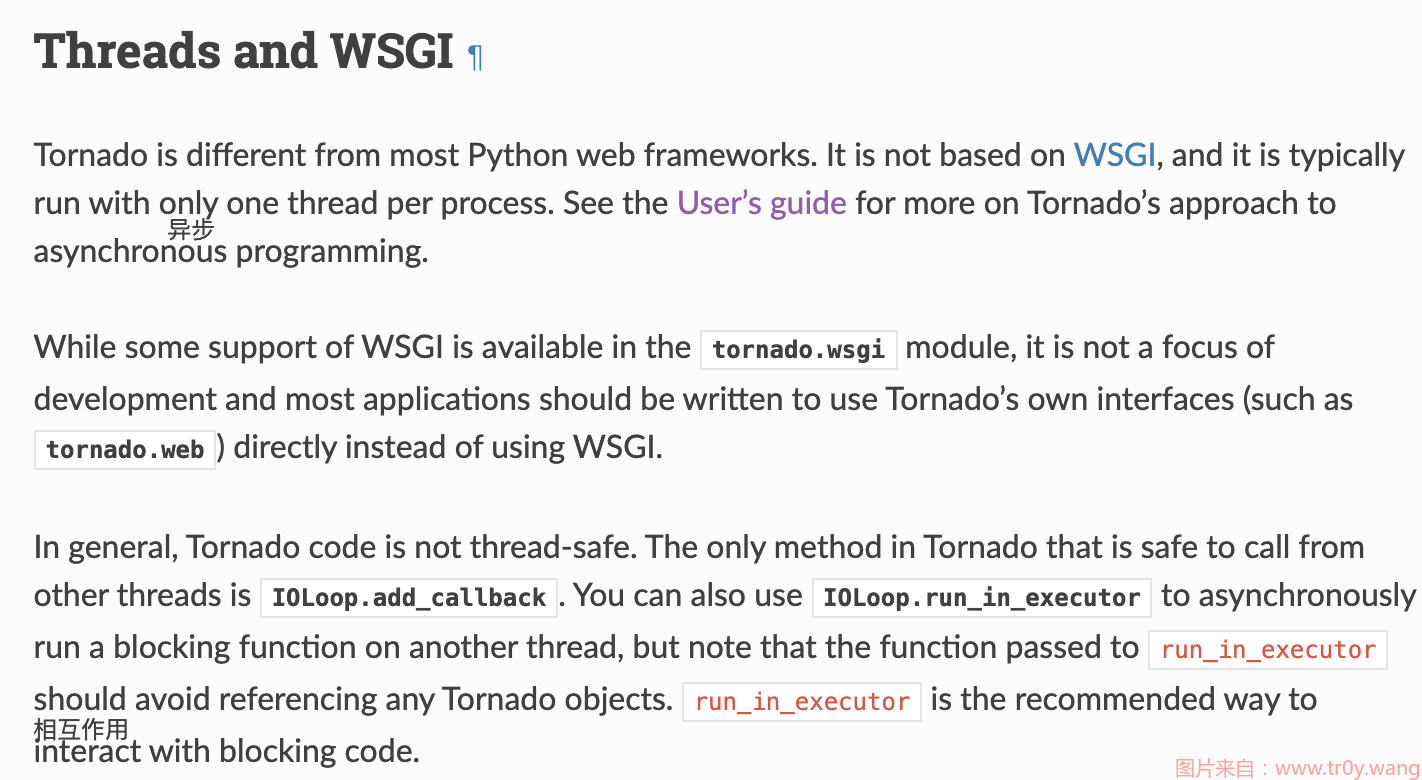 Threads and WSGI ¶
Tornado is different from most Python web frameworks. It is not based on WSGI, and it is typically
run with only one thread per process. See the User’s guide for more on Tornado’s approach to
异步
asynchronous programming.
While some support of WSGI is available in the tornado.wsgi module, it is not a focus of
development and most applications should be written to use Tornado’s own interfaces (such as
tornado.web) directly instead of using WSGI.
In general, Tornado code is not thread-safe. The only method in Tornado that is safe to call from
other threads is IOLoop.add_callback. You can also use IOLoop.run_in_executor to asynchronously
run a blocking function on another thread, but note that the function passed to run_in_executor
should avoid referencing any Tornado objects. run_in_executor is the recommended way to
相互作用
interact with blocking code.
图片来自：www.tr0y.wang